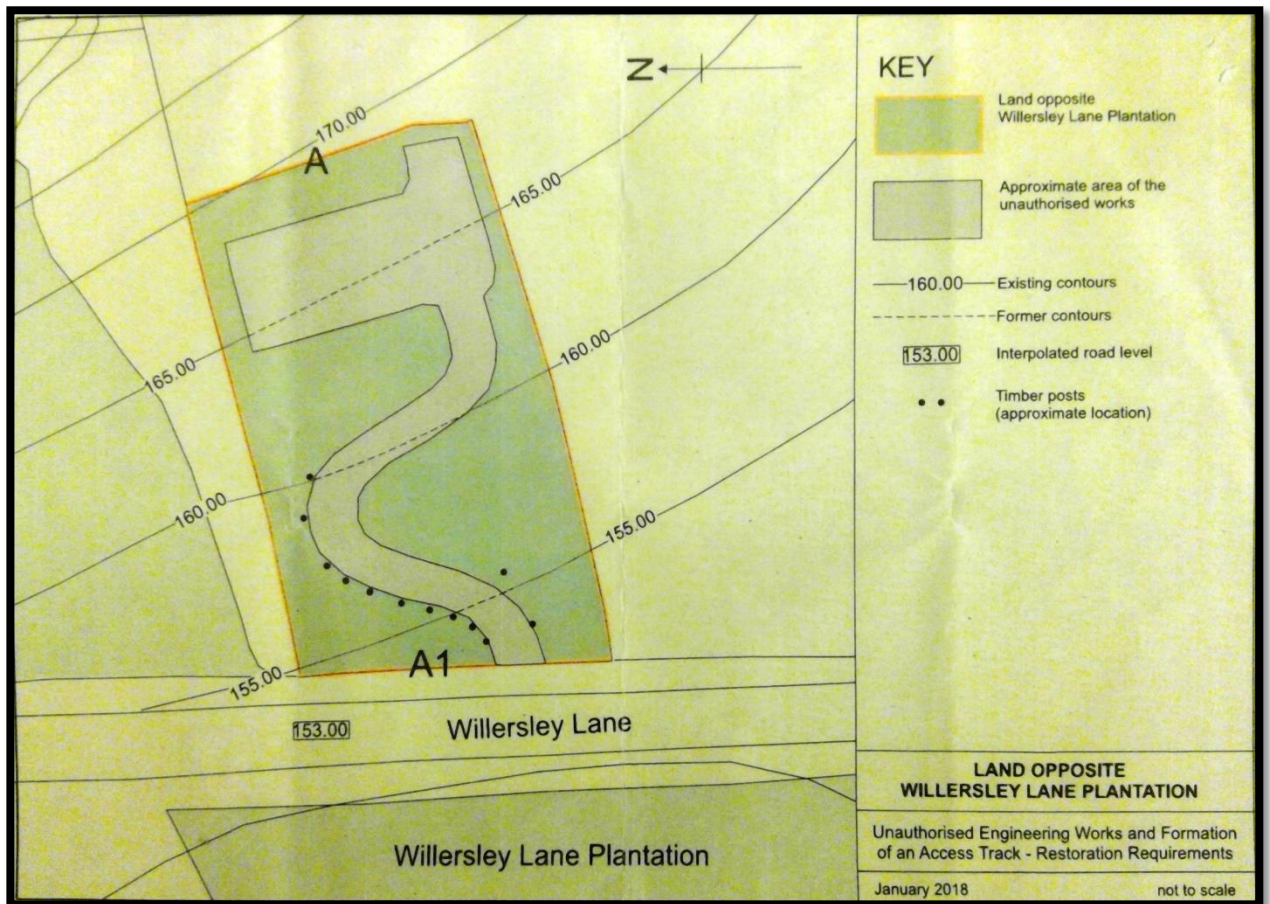 N
170.00
A
165.00
165.00
160.00
160.00
155.00
A1
155.00
153.00
Willersley Lane
Willersley Lane Plantation
KEY
Land opposite
Willersley Lane Plantation
Approximate area of the
unauthorised works
160.00
Existing contours
Former contours
153.00
Interpolated road level
Timber posts
(approximate location)
LAND OPPOSITE
WILLERSLEY LANE PLANTATION
Unauthorised Engineering Works and Formation
of an Access Track - Restoration Requirements
January 2018
not to scale